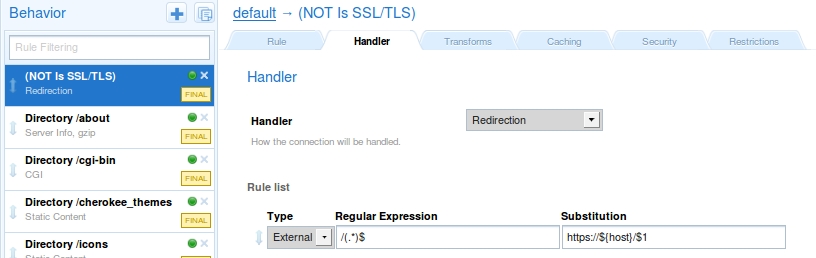 Behavior
Rule Filtering
(NOT Is SSL/TLS)
Redirection
FINAL
Directory /about
Server Info, gzip
FINAL
Directory /cgi-bin
CGI
FINAL
Directory /cherokee_themes
Static Content
FINAL
Directory /icons
Static Content
default → (NOT Is SSL/TLS)
Rule Handler Transforms Caching Security Restrictions
Handler
Handler Redirection
How the connection will be handled.
Rule list
Type Regular Expression Substitution
External /(.*)$ https://${host}/$1